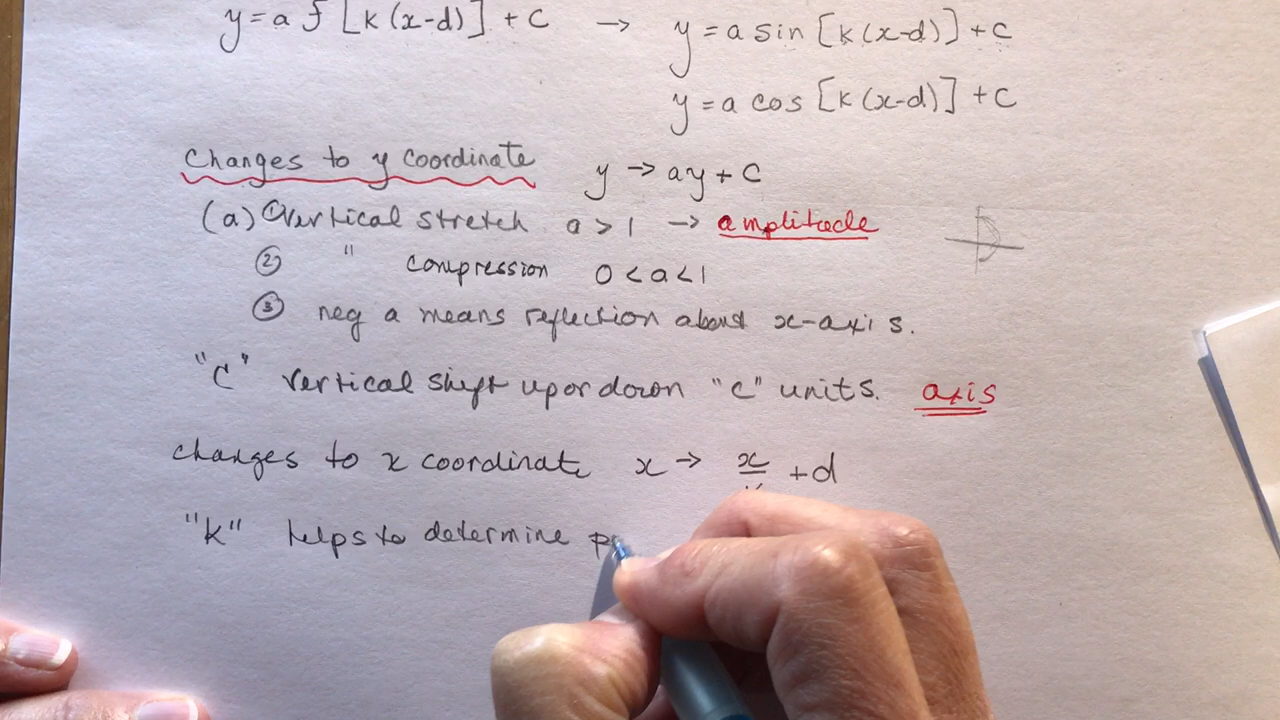 y = a f [k(x-d)] + C → y = a sin [k(x-d)] + C
y = a cos [k(x-d)] + C
Changes to y coordinate y → ay + C
(a) ① vertical stretch a > 1 → amplitude
② " compression 0 < a < 1
③ neg a means reflection about x-axis.
"C" vertical shift up or down "c" units. axis
changes to x coordinate x → x/k + d
"k" helps to determine